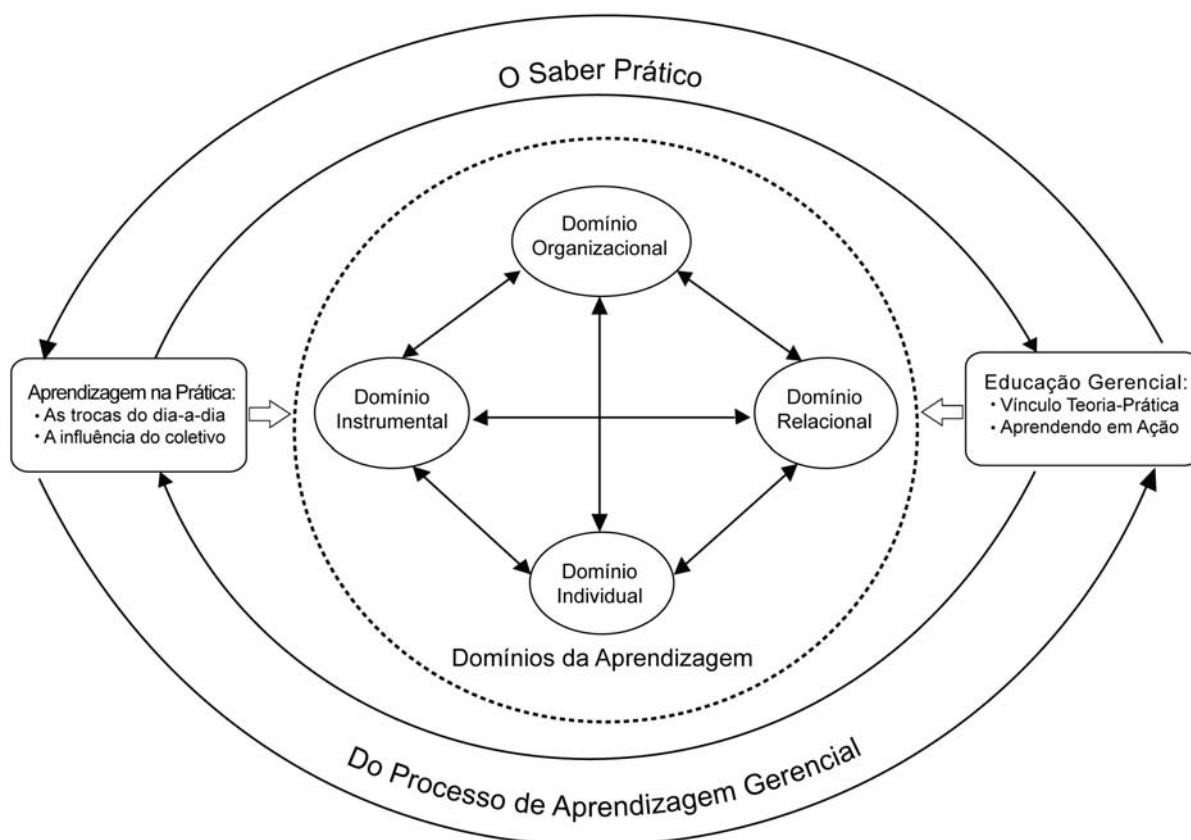 O Saber Prático
Domínio
Organizacional
Aprendizagem na Prática:
• As trocas do dia-a-dia
• A influência do coletivo
Domínio
Instrumental
Domínio
Relacional
Educação Gerencial:
• Vínculo Teoria-Prática
• Aprendendo em Ação
Domínio
Individual
Domínios da Aprendizagem
Do Processo de Aprendizagem Gerencial